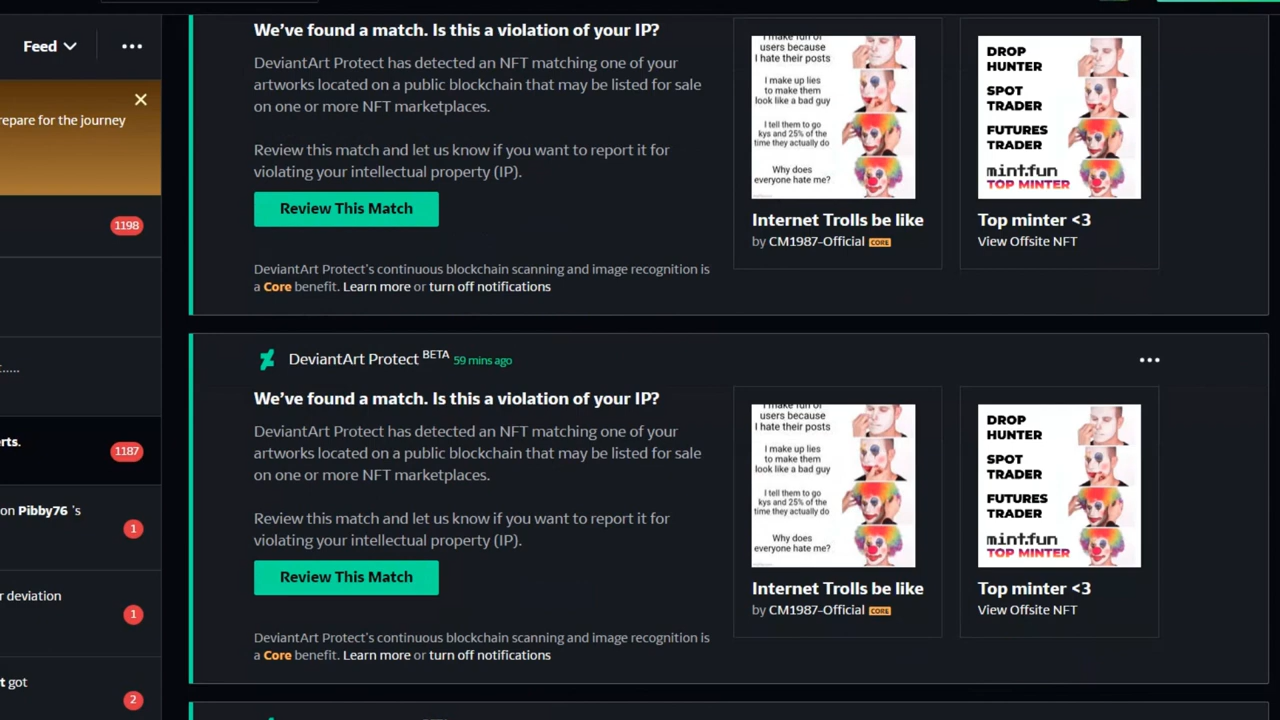 Feed
repare for the journey
1198
t.....
erts.
1187
on Pibby76 's
1
r deviation
1
t got
2
We've found a match. Is this a violation of your IP?
DeviantArt Protect has detected an NFT matching one of your
artworks located on a public blockchain that may be listed for sale
on one or more NFT marketplaces.
Review this match and let us know if you want to report it for
violating your intellectual property (IP).
Review This Match
DeviantArt Protect's continuous blockchain scanning and image recognition is
a Core benefit. Learn more or turn off notifications
I make fun of
users because
I hate their posts
I make up lies
to make them
look like a bad guy
I tell them to go
kys and 25% of the
time they actually do
Why does
everyone hate me?
Internet Trolls be like
by CM1987-Official CORE
DROP
HUNTER
SPOT
TRADER
FUTURES
TRADER
mint.fun
TOP MINTER
Top minter <3
View Offsite NFT
DeviantArt Protect BETA 59 mins ago
We've found a match. Is this a violation of your IP?
DeviantArt Protect has detected an NFT matching one of your
artworks located on a public blockchain that may be listed for sale
on one or more NFT marketplaces.
Review this match and let us know if you want to report it for
violating your intellectual property (IP).
Review This Match
DeviantArt Protect's continuous blockchain scanning and image recognition is
a Core benefit. Learn more or turn off notifications
I make fun of
users because
I hate their posts
I make up lies
to make them
look like a bad guy
I tell them to go
kys and 25% of the
time they actually do
Why does
everyone hate me?
Internet Trolls be like
by CM1987-Official CORE
DROP
HUNTER
SPOT
TRADER
FUTURES
TRADER
mint.fun
TOP MINTER
Top minter <3
View Offsite NFT